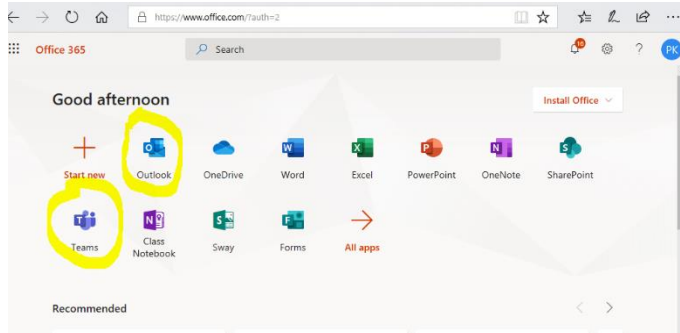 https://www.office.com/?auth=2
Office 365
Search
16
?
PK
Good afternoon
Install Office
Start new
Outlook
OneDrive
Word
Excel
PowerPoint
OneNote
SharePoint
Teams
Class
Notebook
Sway
Forms
All apps
Recommended